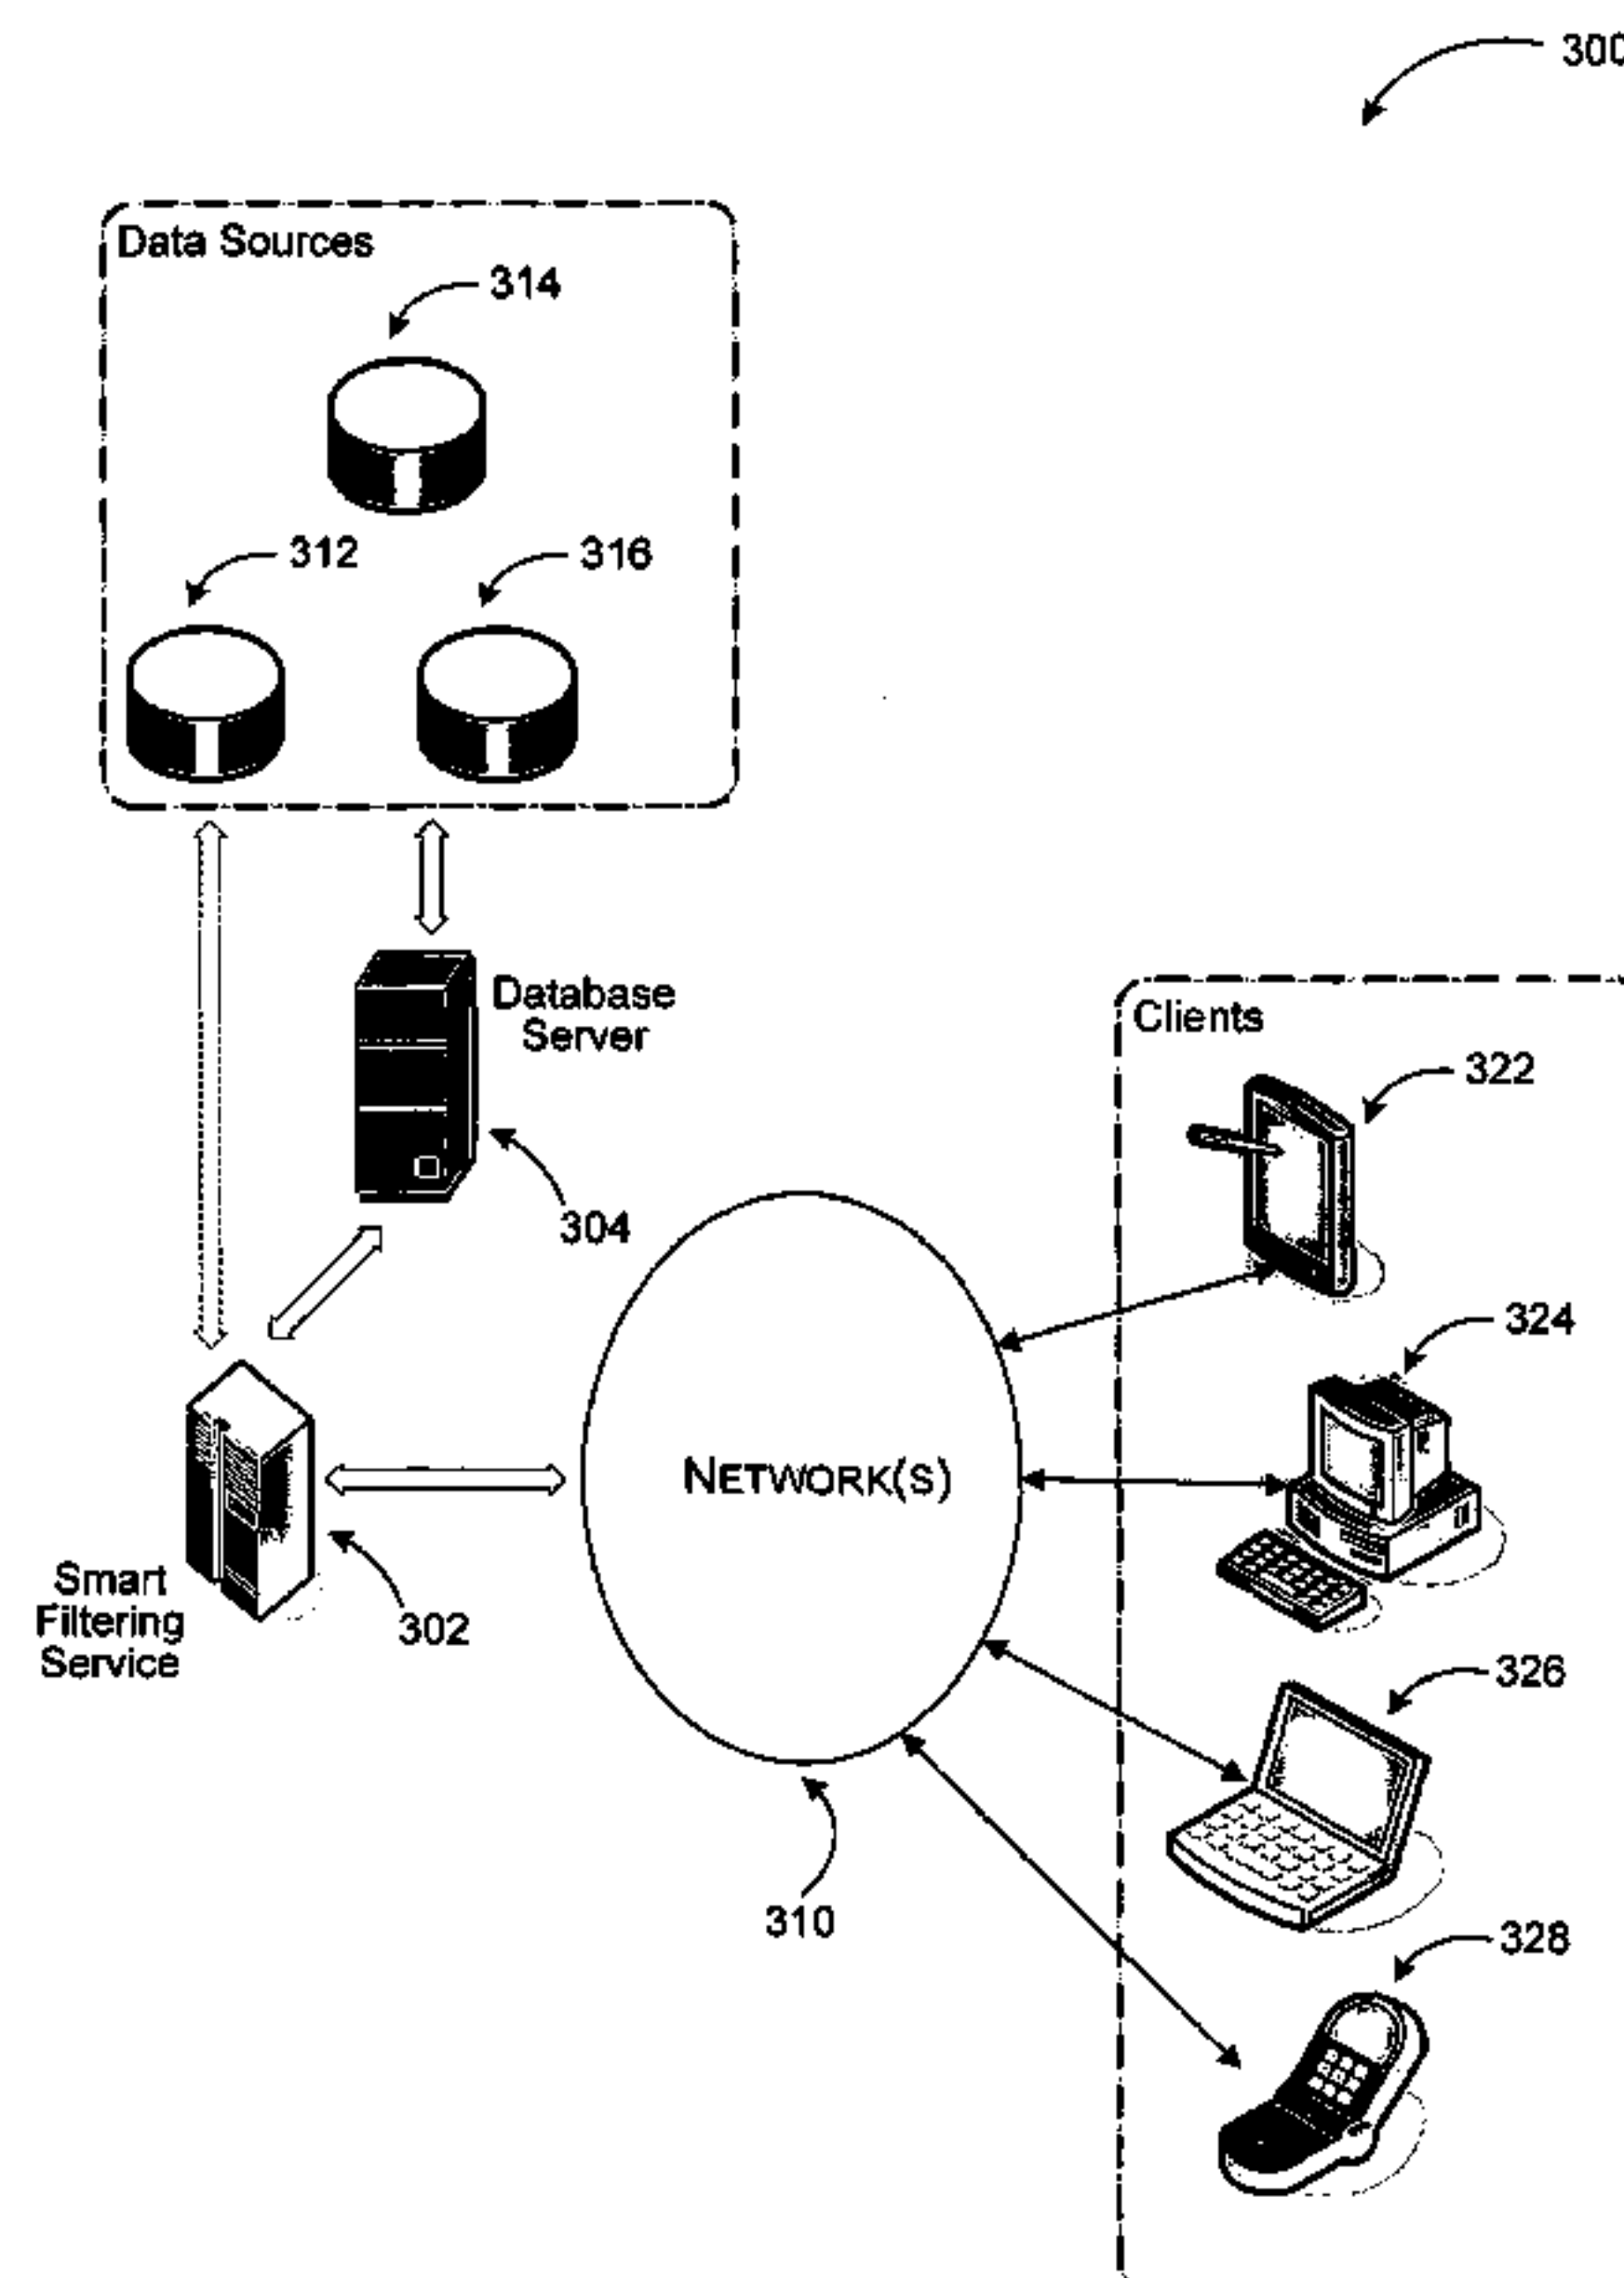 300
Data Sources
314
312
316
Database
Server
304
Clients
322
324
NETWORK(S)
Smart
Filtering
Service
302
326
310
328